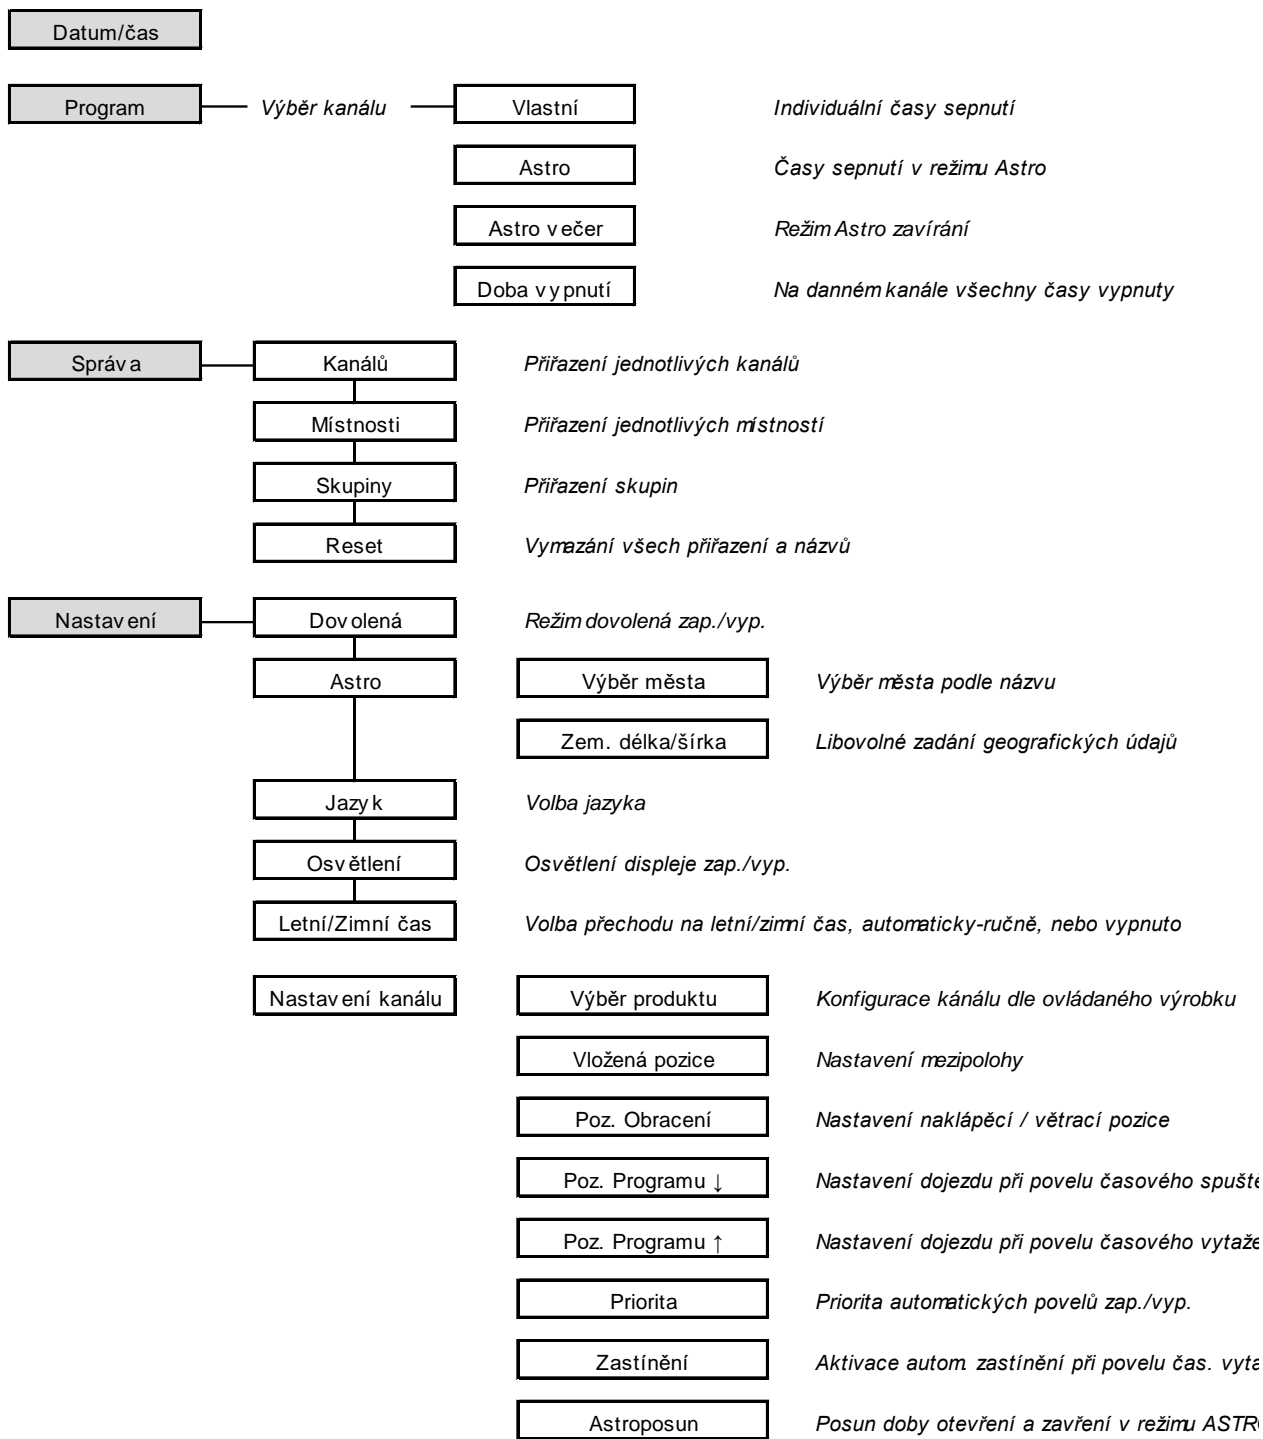 Datum/čas
Program Výběr kanálu Vlastní Individuální časy sepnutí
Astro Časy sepnutí v režimu Astro
Astro večer Režim Astro zavírání
Doba vypnutí Na danném kanále všechny časy vypnuty
Správa Kanálů Přiřazení jednotlivých kanálů
Místnosti Přiřazení jednotlivých místností
Skupiny Přiřazení skupin
Reset Vymazání všech přiřazení a názvů
Nastavení Dovolená Režim dovolená zap./vyp.
Astro Výběr města Výběr města podle názvu
Zem. délka/šírka Libovolné zadání geografických údajů
Jazyk Volba jazyka
Osvětlení Osvětlení displeje zap./vyp.
Letní/Zimní čas Volba přechodu na letní/zimní čas, automaticky-ručně, nebo vypnuto
Nastavení kanálu Výběr produktu Konfigurace kánálu dle ovládaného výrobku
Vložená pozice Nastavení mezipolohy
Poz. Obracení Nastavení naklápěcí / větrací pozice
Poz. Programu ↓ Nastavení dojezdu při povelu časového
Poz. Programu ↑ Nastavení dojezdu při povelu časového
Priorita Priorita automatických povelů zap./vyp.
Zastínění Aktivace autom. zastínění při povelu čas.
Astroposun Posun doby otevření a zavření v režimu